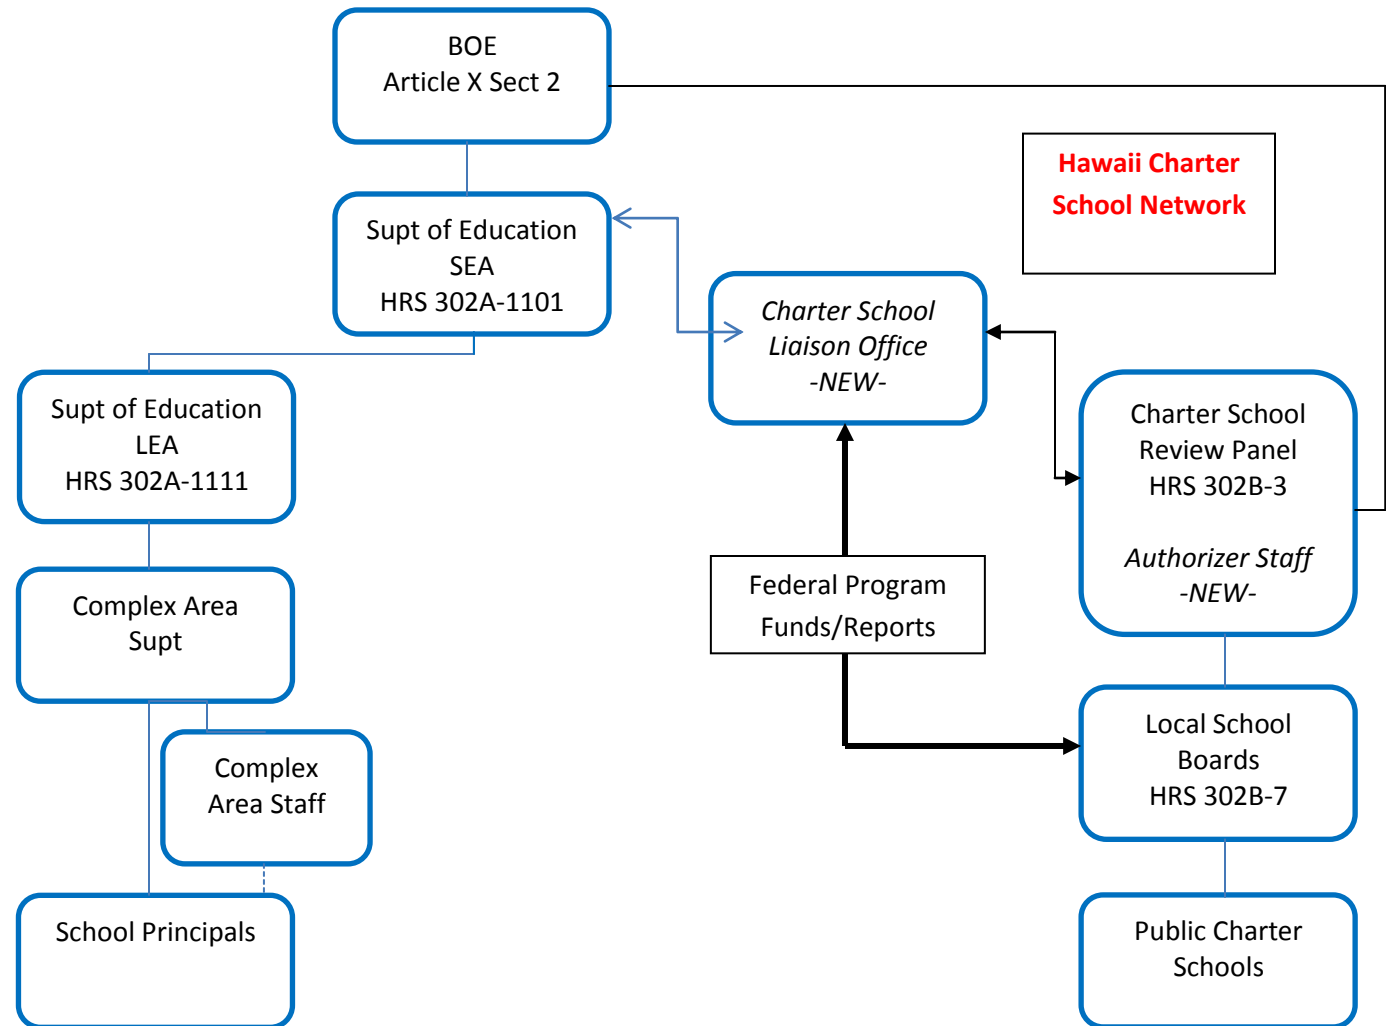 BOE
Article X Sect 2
Hawaii Charter
School Network
Supt of Education
SEA
HRS 302A-1101
Charter School
Liaison Office
-NEW-
Supt of Education
LEA
HRS 302A-1111
Charter School
Review Panel
HRS 302B-3
Authorizer Staff
-NEW-
Complex Area
Supt
Federal Program
Funds/Reports
Local School
Boards
HRS 302B-7
Complex
Area Staff
School Principals
Public Charter
Schools